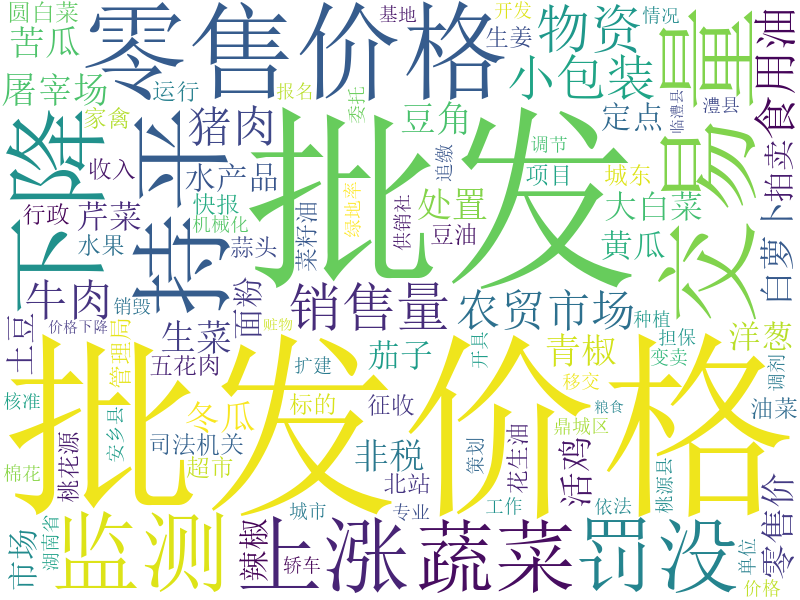 圆白菜
零售价格
基地
开发
物资
情况
量
食用油
苦瓜
生姜
小包装
屠宰场
运行
报名
委托
临澧县
澧县
家禽
猪肉
豆角
定点
下降
持平
批发
交易
拍卖
收入
水产品
追缴
调节
项目
城东
行政
芹菜
快报
机械化
菜籽油
绿地率
供销社
处置
大白菜
白萝卜
水果
蒜头
豆油
黄瓜
牛肉
销毁
面粉
销售量
农贸市场
种植
土豆
价格下降
管理局
生菜
赃物
茄子
开具
青椒
担保
变卖
洋葱
五花肉
扩建
移交
调剂
批发价格
核准
安乡县
冬瓜
标的
征收
粮食
油菜
桃花源
司法机关
非税
花生油
策划
活鸡
鼎城区
棉花
超市
北站
桃源县
零售价
市场
湖南省
监测
辣椒
城市
轿车
上涨
专业
蔬菜
工作
依法
罚没
单位
价格